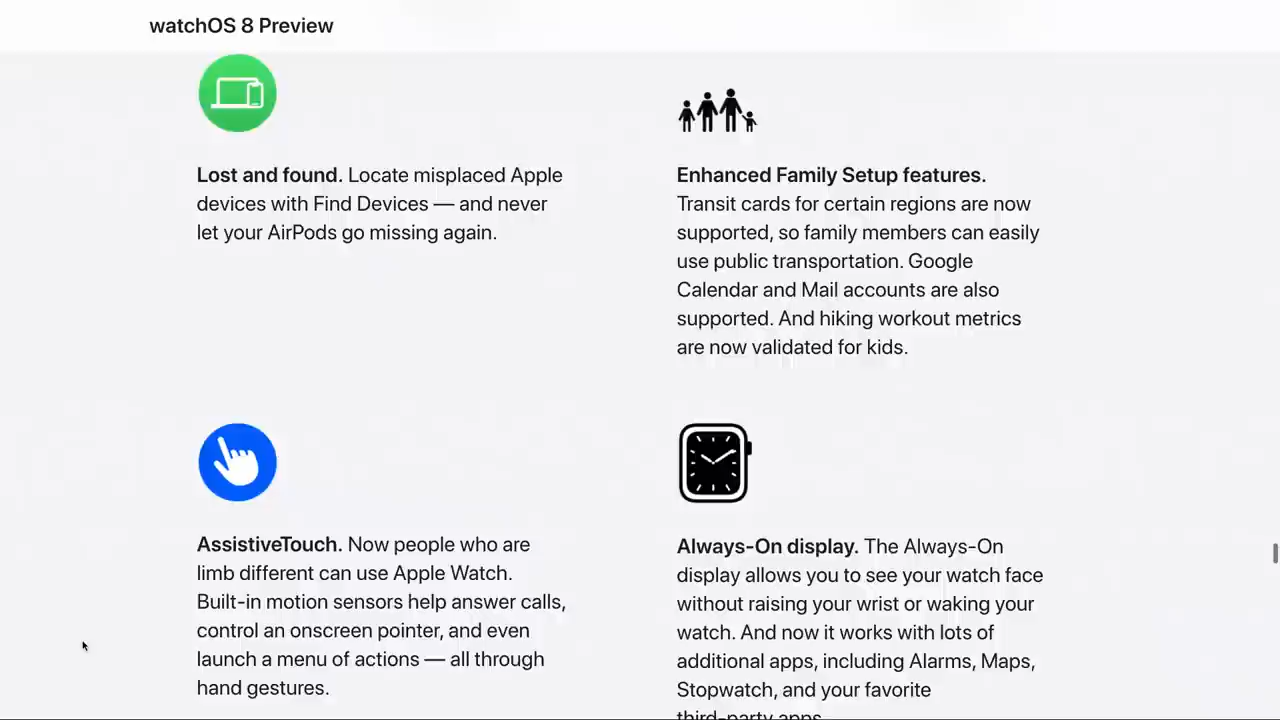 watchOS 8 Preview
Lost and found. Locate misplaced Apple
devices with Find Devices — and never
let your AirPods go missing again.
Enhanced Family Setup features.
Transit cards for certain regions are now
supported, so family members can easily
use public transportation. Google
Calendar and Mail accounts are also
supported. And hiking workout metrics
are now validated for kids.
AssistiveTouch. Now people who are
limb different can use Apple Watch.
Built-in motion sensors help answer calls,
control an onscreen pointer, and even
launch a menu of actions — all through
hand gestures.
Always-On display. The Always-On
display allows you to see your watch face
without raising your wrist or waking your
watch. And now it works with lots of
additional apps, including Alarms, Maps,
Stopwatch, and your favorite
third-party apps.